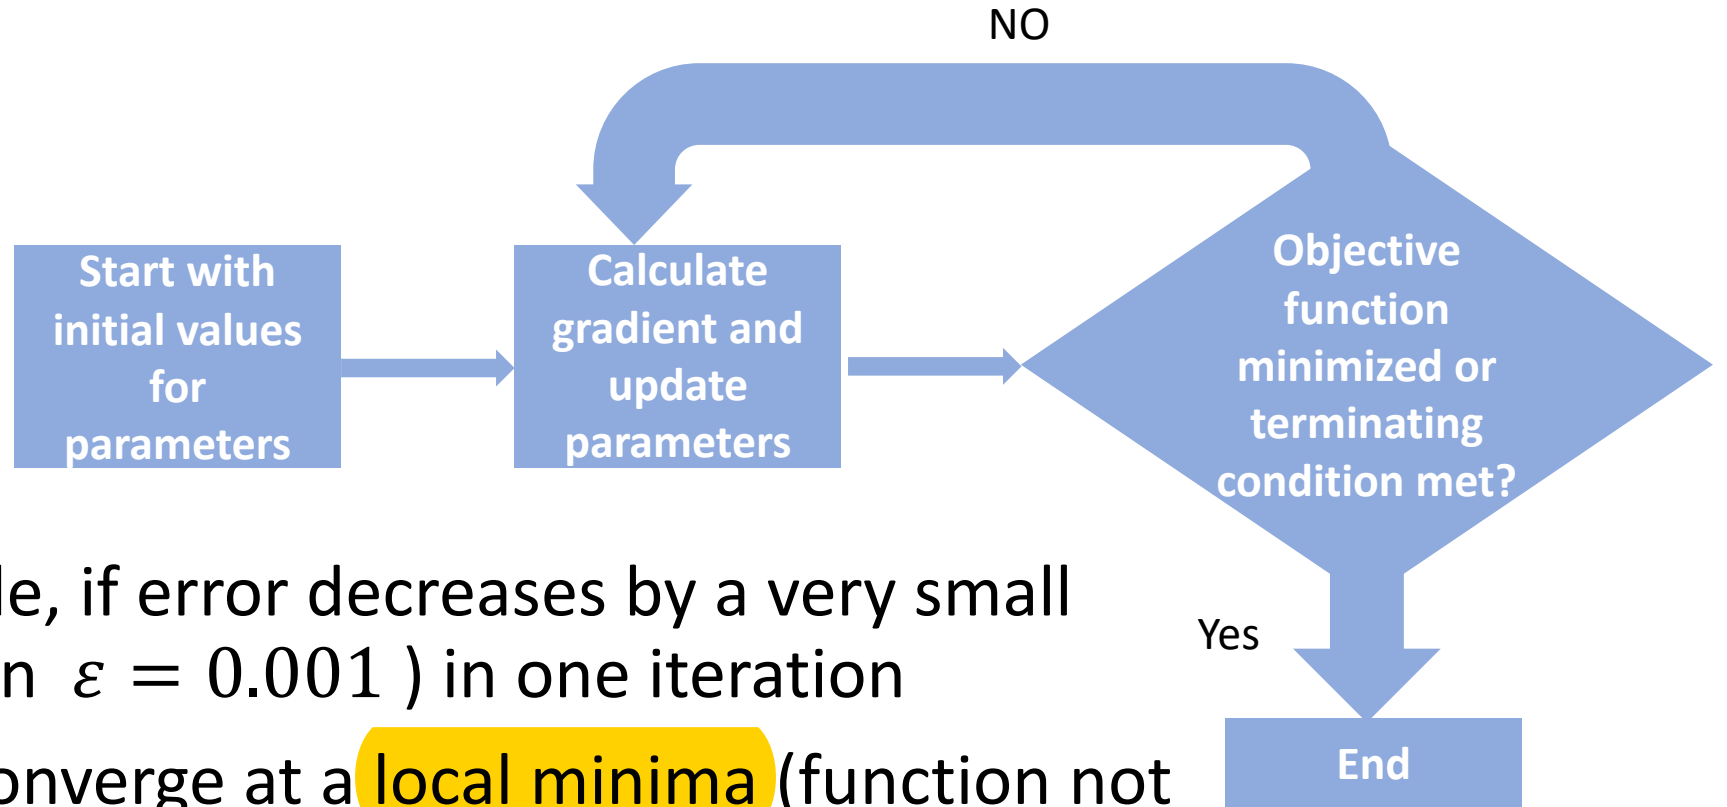 NO
Start with
initial values
for
parameters
Calculate
gradient and
update
parameters
Objective
function
minimized or
terminating
condition met?
le, if error decreases by a very small
n ε = 0.001 ) in one iteration
Yes
onverge at a local minima (function not
End